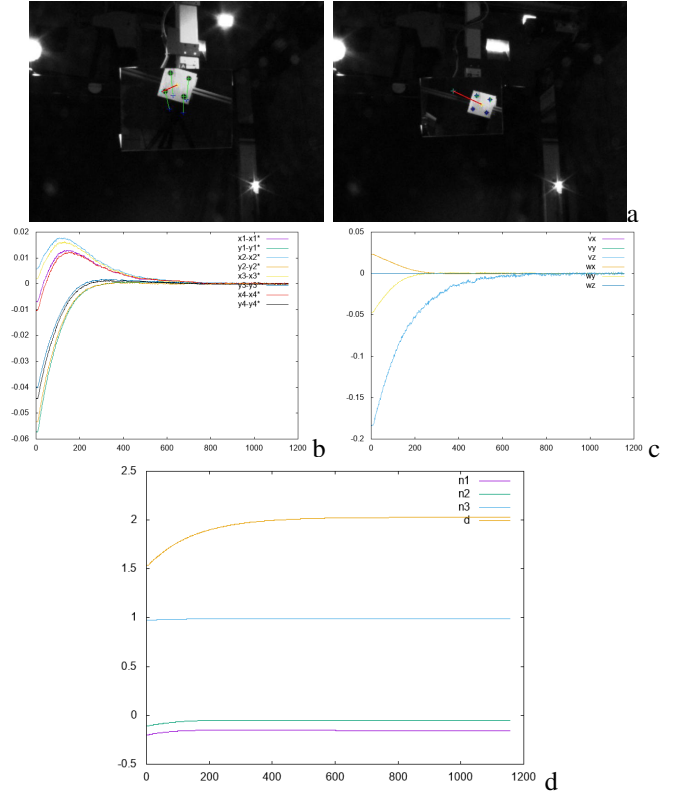 a
0.02
0.01
0
-0.01
-0.02
-0.03
-0.04
-0.05
-0.06
0 200 400 600 800 1000 1200
x1-x1*
y1-y1*
x2-x2*
y2-y2*
x3-x3*
y3-y3*
x4-x4*
y4-y4*
b
0.05
0
-0.05
-0.1
-0.15
-0.2
0 200 400 600 800 1000 1200
vx
vy
vz
wx
wy
wz
c
2.5
2
1.5
1
0.5
0
-0.5
0 200 400 600 800 1000 1200
n1
n2
n3
d
d